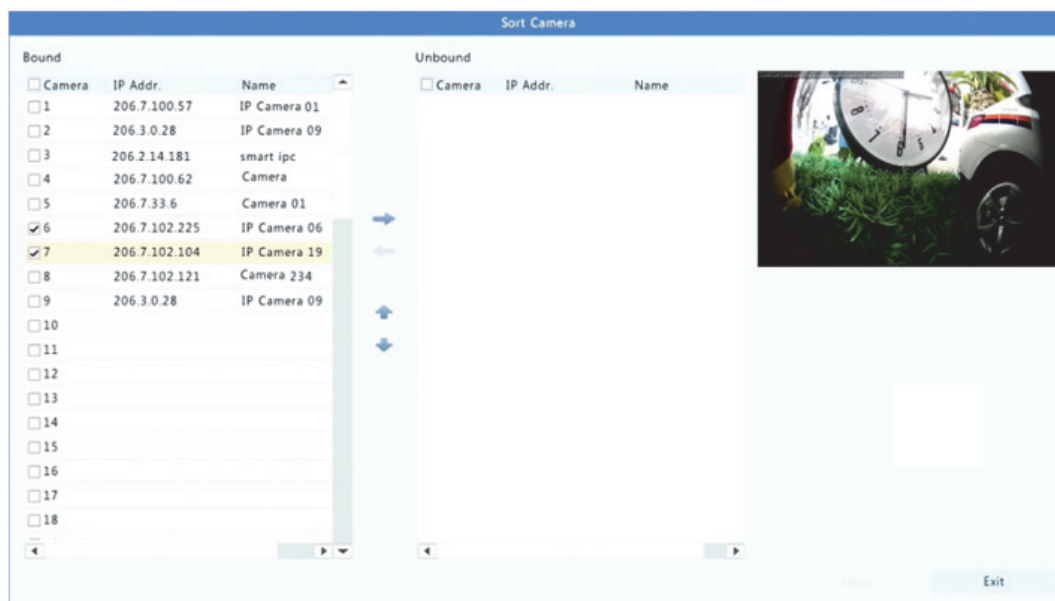 Sort Camera
Bound
Camera IP Addr. Name
1 206.7.100.57 IP Camera 01
2 206.3.0.28 IP Camera 09
3 206.2.14.181 smart ipc
4 206.7.100.62 Camera
5 206.7.33.6 Camera 01
6 206.7.102.225 IP Camera 06
7 206.7.102.104 IP Camera 19
8 206.7.102.121 Camera 234
9 206.3.0.28 IP Camera 09
10
11
12
13
14
15
16
17
18
Unbound
Camera IP Addr. Name
Exit